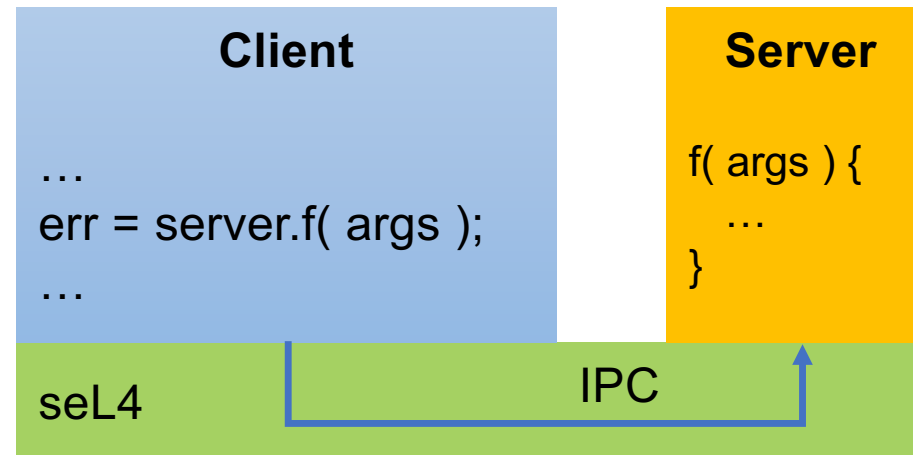 Client
…
err = server.f( args );
…
Server
f( args ) {
…
}
seL4
IPC